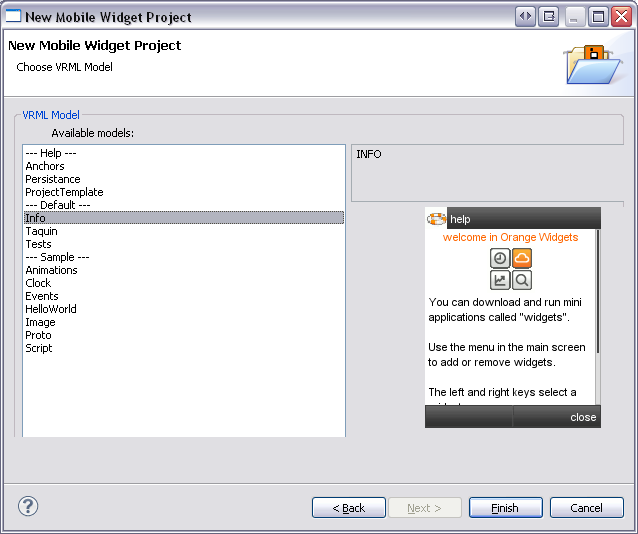 New Mobile Widget Project
New Mobile Widget Project
Choose VRML Model
VRML Model
Available models:
--- Help ---
Anchors
Persistance
ProjectTemplate
--- Default ---
Info
Taquin
Tests
--- Sample ---
Animations
Clock
Events
HelloWorld
Image
Proto
Script
INFO
help
welcome in Orange Widgets
You can download and run mini
applications called "widgets".
Use the menu in the main screen
to add or remove widgets.
The left and right keys select a
close
?
< Back
Next >
Finish
Cancel